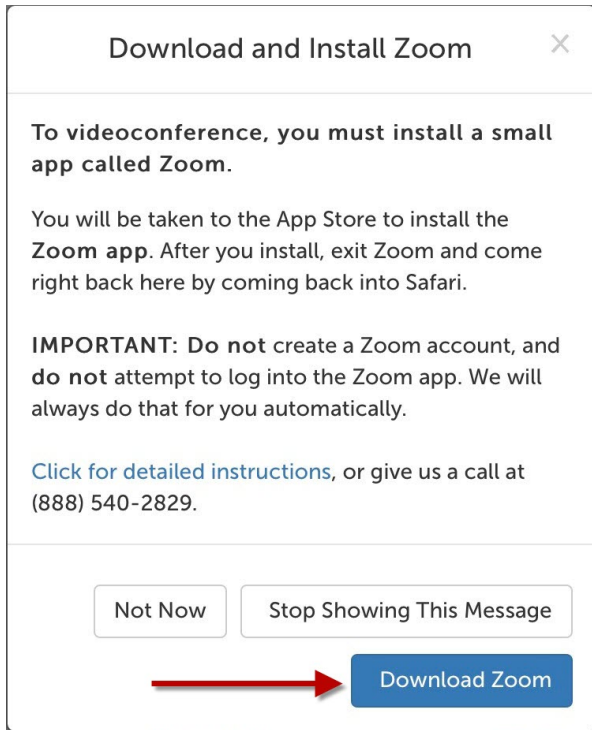 Download and Install Zoom ×
To videoconference, you must install a small
app called Zoom.
You will be taken to the App Store to install the
Zoom app. After you install, exit Zoom and come
right back here by coming back into Safari.
IMPORTANT: Do not create a Zoom account, and
do not attempt to log into the Zoom app. We will
always do that for you automatically.
Click for detailed instructions, or give us a call at
(888) 540-2829.
Not Now Stop Showing This Message
Download Zoom